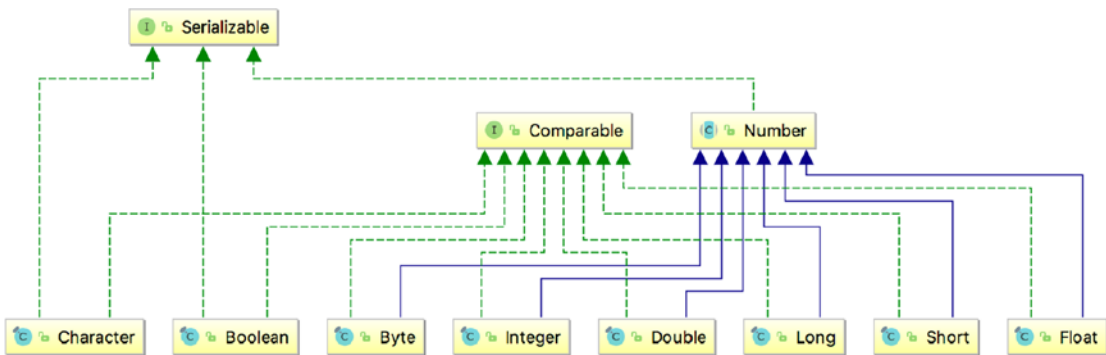 I Serializable
I Comparable
C Number
C Character
C Boolean
C Byte
C Integer
C Double
C Long
C Short
C Float